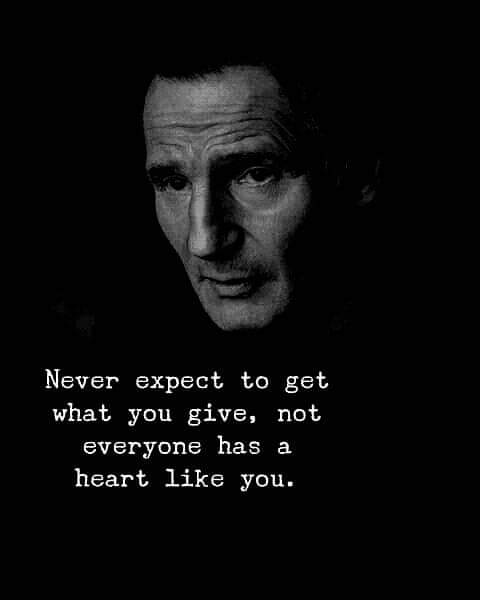 Never expect to get
what you give, not
everyone has a
heart like you.